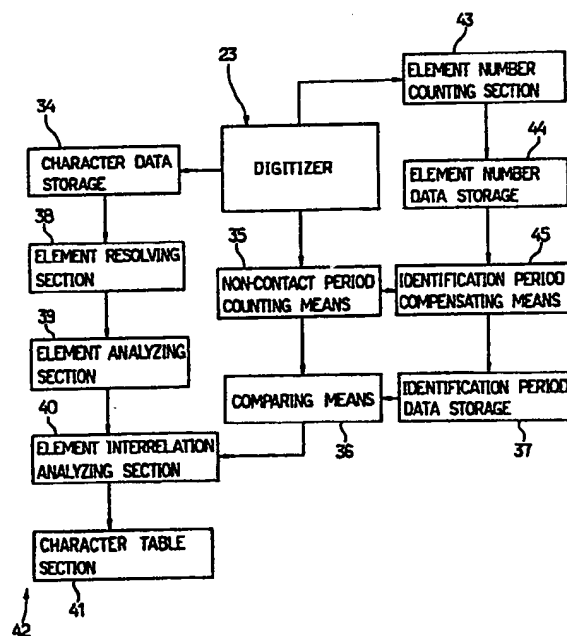 43
ELEMENT NUMBER
COUNTING SECTION
23
34
DIGITIZER
44
CHARACTER DATA
STORAGE
ELEMENT NUMBER
DATA STORAGE
38
35
45
ELEMENT RESOLVING
SECTION
NON-CONTACT PERIOD
COUNTING MEANS
IDENTIFICATION PERIOD
COMPENSATING MEANS
39
ELEMENT ANALYZING
SECTION
COMPARING MEANS
IDENTIFICATION PERIOD
DATA STORAGE
40
36
37
ELEMENT INTERRELATION
ANALYZING SECTION
CHARACTER TABLE
SECTION
41
42